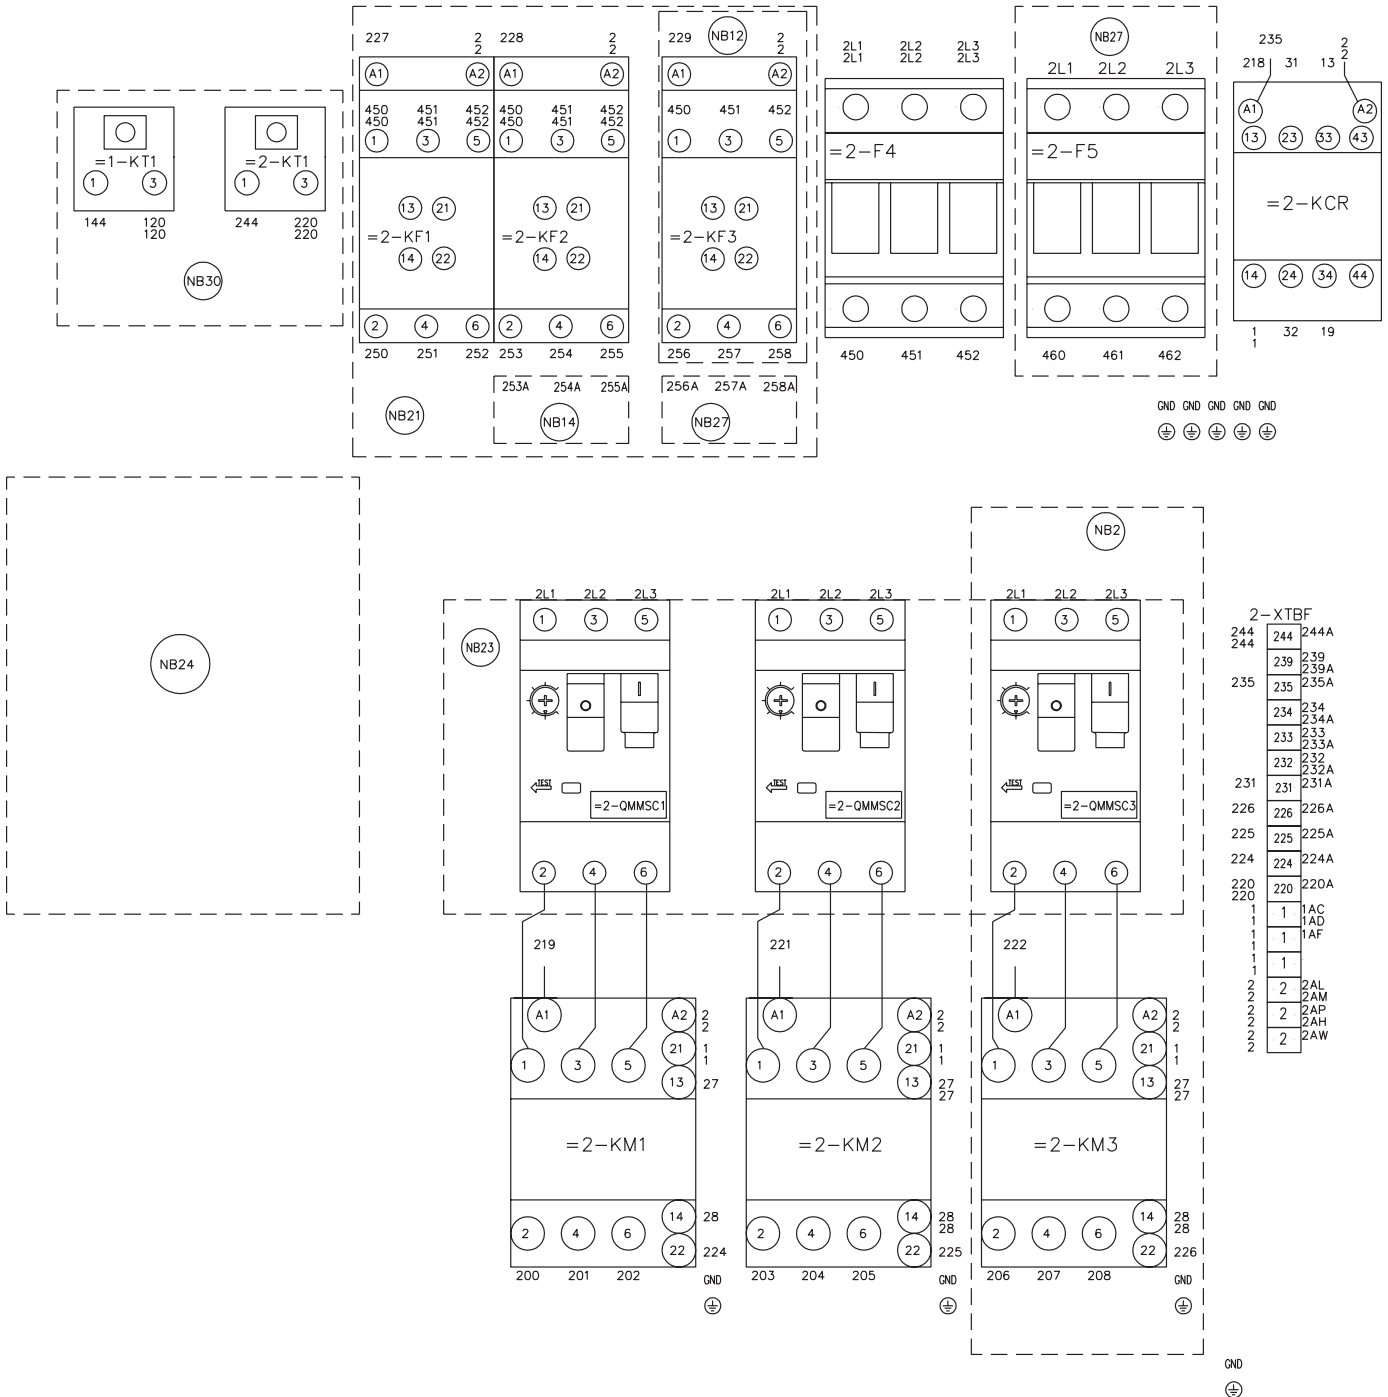 227 2 228 2 229 2
2 2 2
NB12
A1 A2 A1 A2 A1 A2
450 451 452 450 451 452 450 451 452
450 451 452 450 451 452
1 3 5 1 3 5 1 3 5
13 21 13 21 13 21
=2-KF1 =2-KF2 =2-KF3
14 22 14 22 14 22
2 4 6 2 4 6 2 4 6
250 251 252 253 254 255 256 257 258
253A 254A 255A 256A 257A 258A
NB21 NB14 NB27
=1-KT1 =2-KT1
1 3 1 3
144 120 244 220
120 220
NB30
2L1 2L2 2L3
2L1 2L2 2L3
=2-F4
450 451 452
NB27
2L1 2L2 2L3
=2-F5
460 461 462
235 2
2
218 31 13
A1 A2
13 23 33 43
=2-KCR
14 24 34 44
1 32 19
1
GND GND GND GND GND
NB24
NB23
NB2
2L1 2L2 2L3 2L1 2L2 2L3 2L1 2L2 2L3
1 3 5 1 3 5 1 3 5
TEST TEST TEST
=2-QMMSC1 =2-QMMSC2 =2-QMMSC3
2 4 6 2 4 6 2 4 6
219 221 222
A1 A2 2 A1 A2 2 A1 A2 2
2 2 2
21 1 21 1 21 1
1 1 1
1 3 5 1 3 5 1 3 5
13 27 13 27 13 27
27 27
=2-KM1 =2-KM2 =2-KM3
14 28 14 28 14 28
28 28
2 4 6 2 4 6 2 4 6
22 224 22 225 22 226
200 201 202 203 204 205 206 207 208
GND GND GND
GND
2-XTBF
244 244 244A
244
239 239
239A
235 235 235A
234 234
234A
233 233
233A
232 232
232A
231 231 231A
226 226 226A
225 225 225A
224 224 224A
220 220 220A
220
1 1 1AC
1 1AD
1 1 1AF
1
1 1
1
2 2 2AL
2 2AM
2 2 2AP
2 2AH
2 2 2AW
2